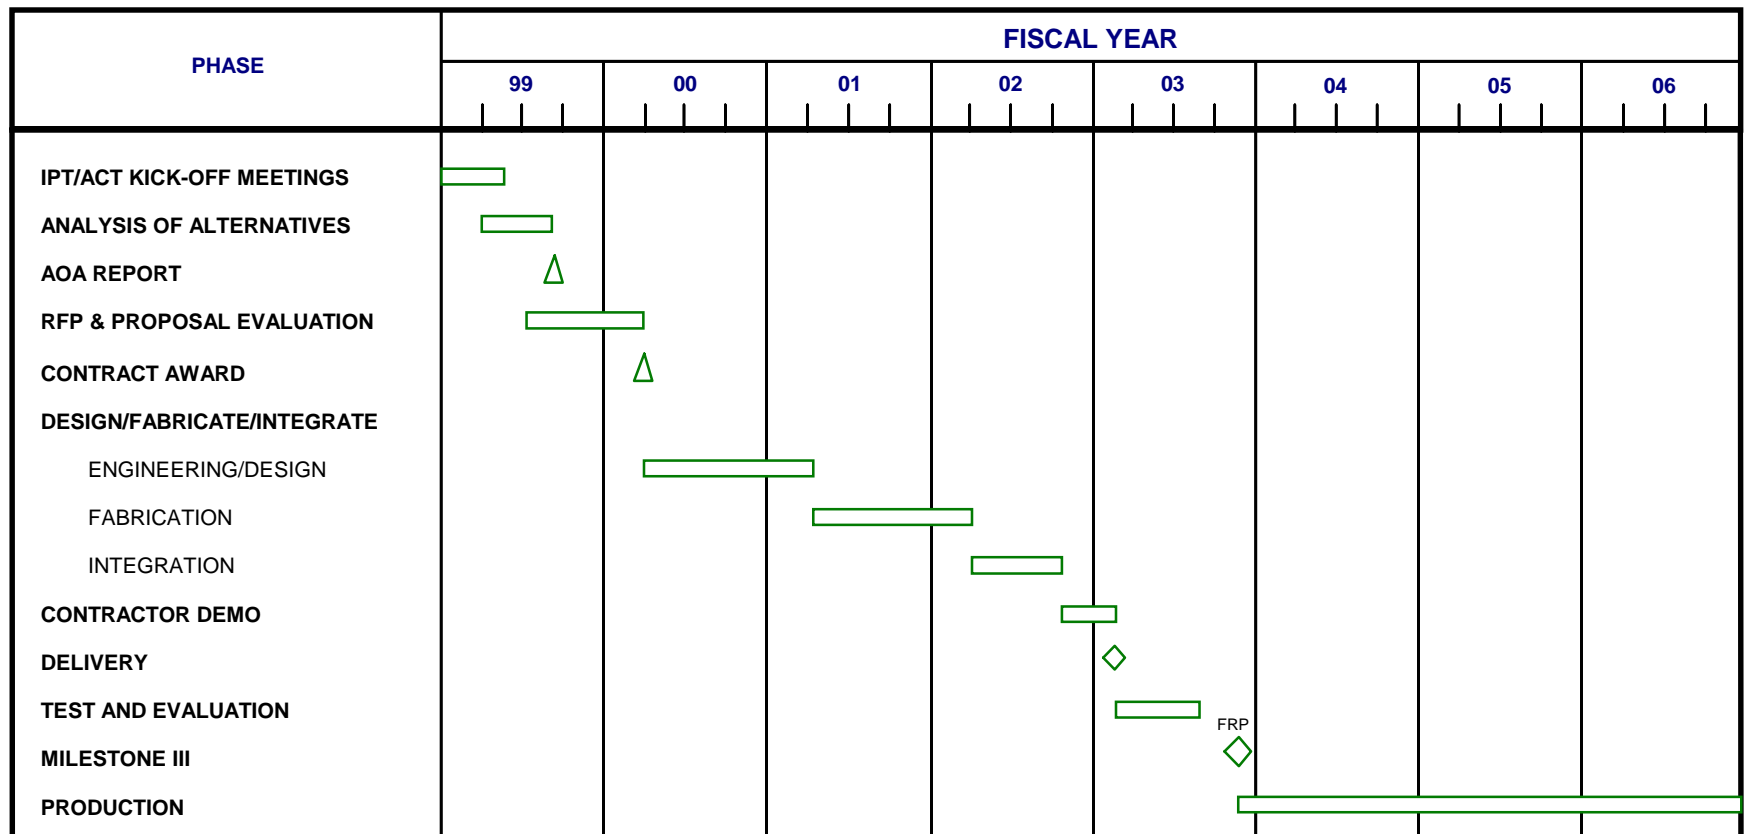 PHASE
FISCAL YEAR
99 00 01 02 03 04 05 06
IPT/ACT KICK-OFF MEETINGS
ANALYSIS OF ALTERNATIVES
AOA REPORT
RFP & PROPOSAL EVALUATION
CONTRACT AWARD
DESIGN/FABRICATE/INTEGRATE
ENGINEERING/DESIGN
FABRICATION
INTEGRATION
CONTRACTOR DEMO
DELIVERY
TEST AND EVALUATION
FRP
MILESTONE III
PRODUCTION